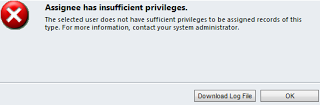 Assignee has insufficient privileges.
The selected user does not have sufficient privileges to be assigned records of this
type. For more information, contact your system administrator.
Download Log File
OK